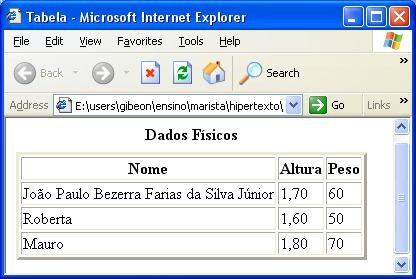 Tabela - Microsoft Internet Explorer
File Edit View Favorites Tools Help »
Back Search »
Address E:\users\gibeon\ensino\marista\hipertexto\ Go Links »
Dados Físicos
Nome Altura Peso
João Paulo Bezerra Farias da Silva Júnior 1,70 60
Roberta 1,60 50
Mauro 1,80 70